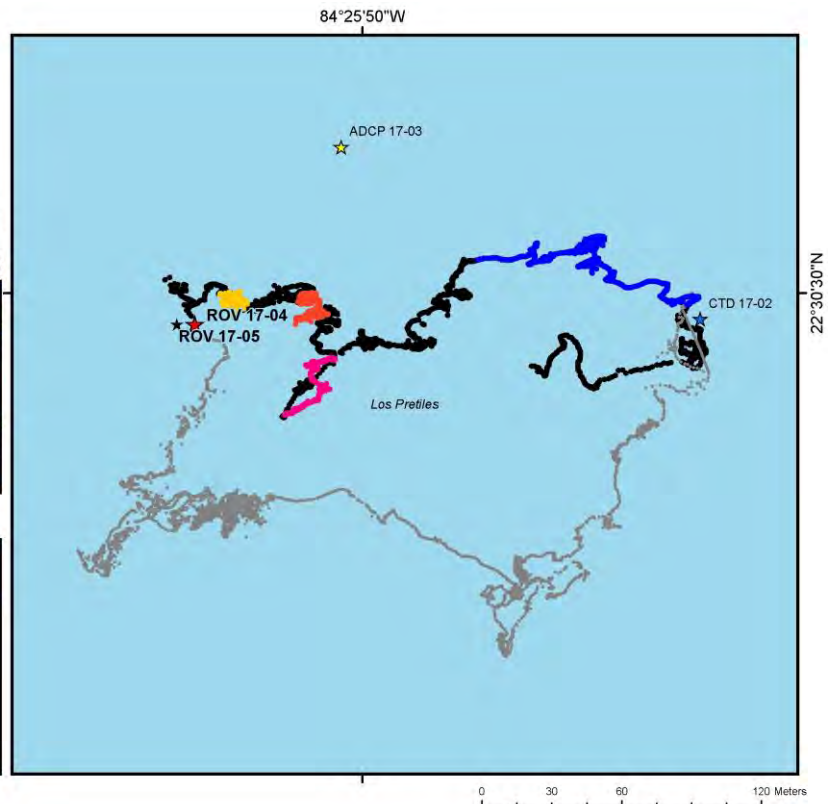 84°25'50"W
ADCP 17-03
22°30'30"N
CTD 17-02
ROV 17-04
ROV 17-05
Los Pretiles
0 30 60 120 Meters